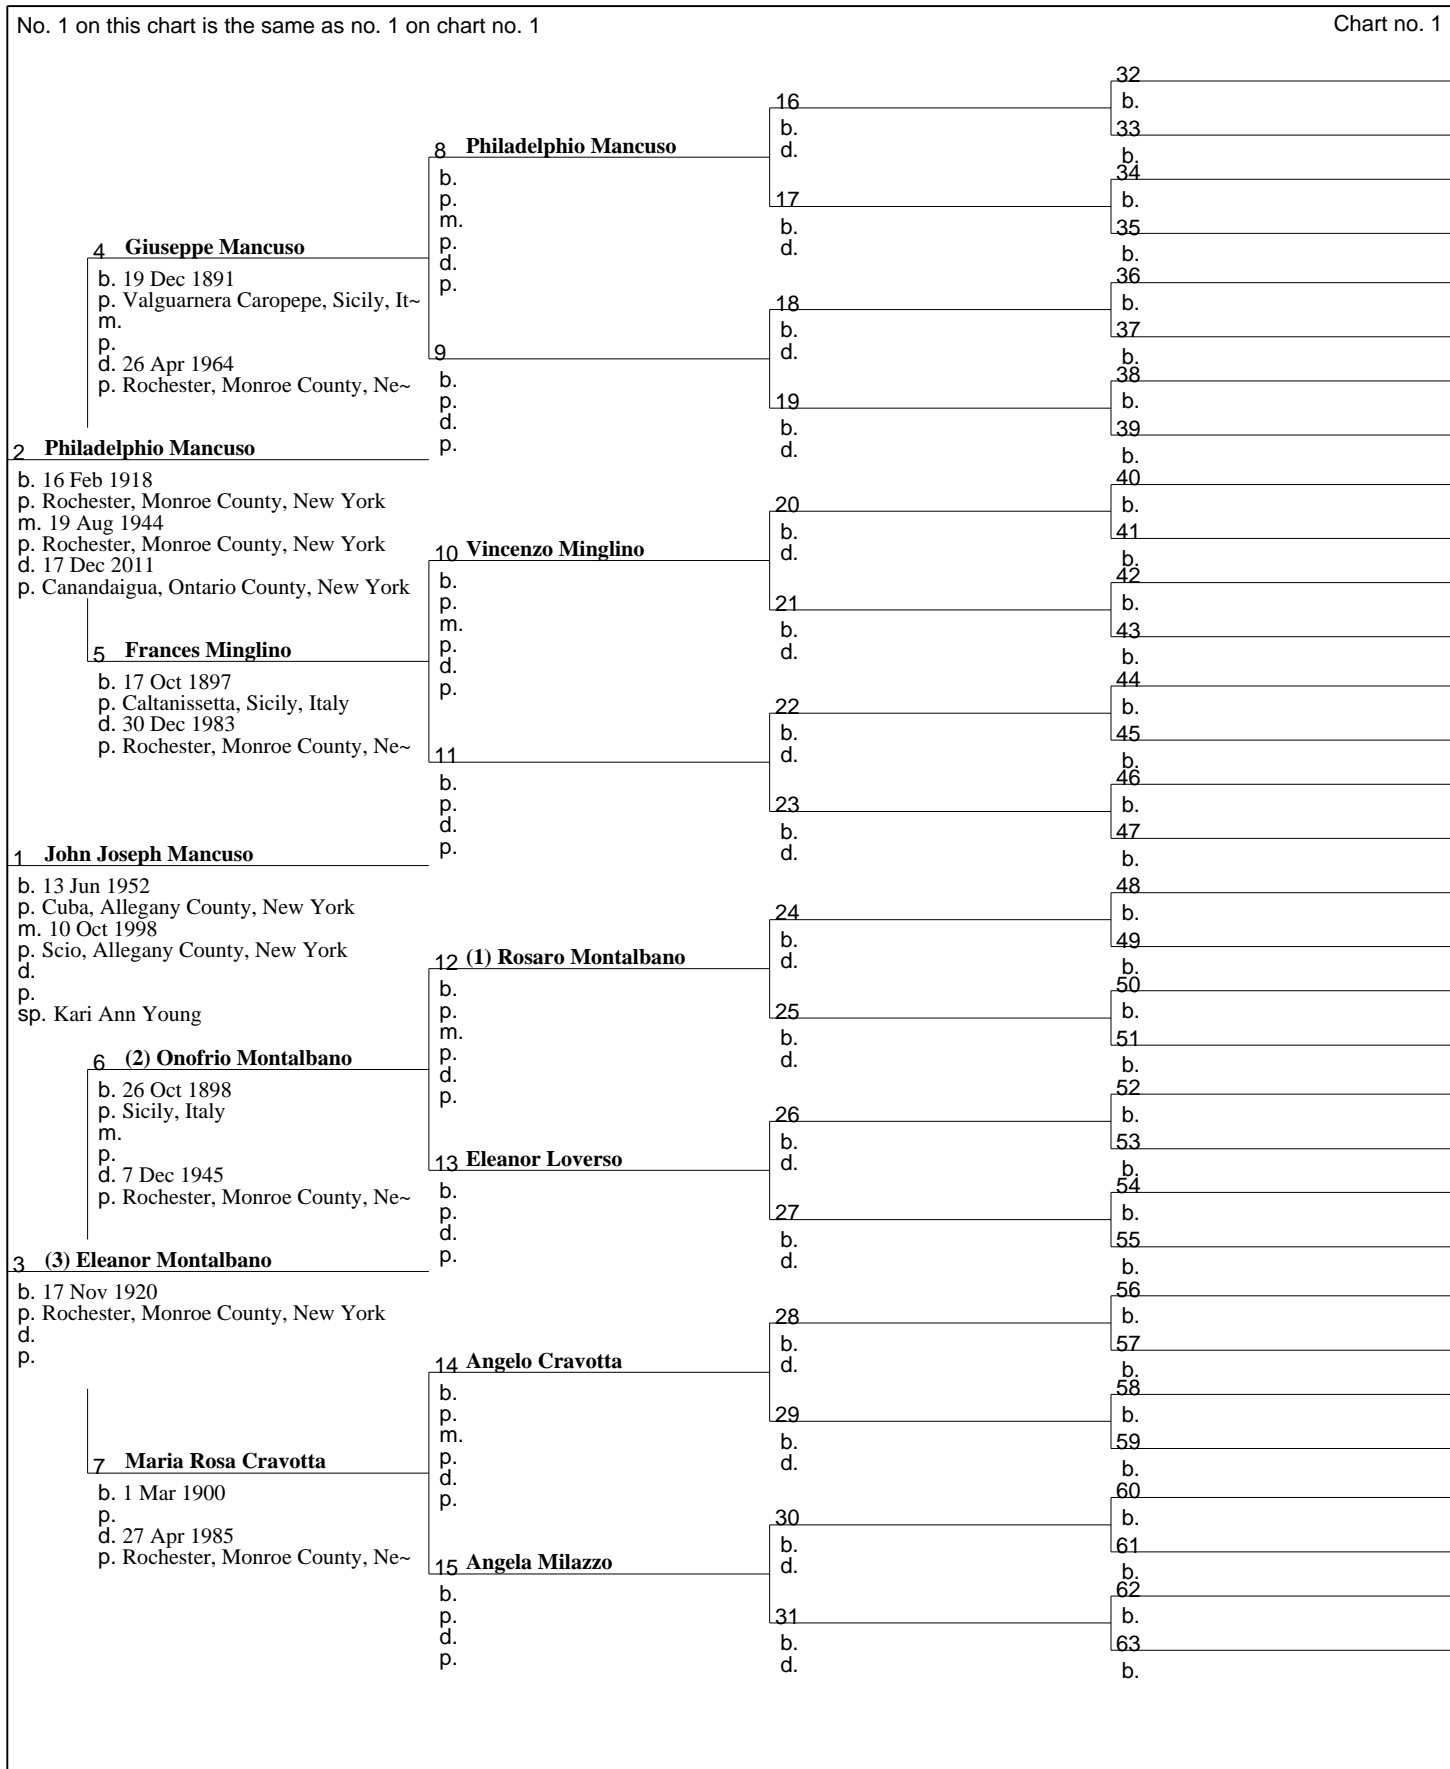 No. 1 on this chart is the same as no. 1 on chart no. 1
Chart no. 1
1 John Joseph Mancuso
b. 13 Jun 1952
p. Cuba, Allegany County, New York
m. 10 Oct 1998
p. Scio, Allegany County, New York
d.
p.
sp. Kari Ann Young
2 Philadelphio Mancuso
b. 16 Feb 1918
p. Rochester, Monroe County, New York
m. 19 Aug 1944
p. Rochester, Monroe County, New York
d. 17 Dec 2011
p. Canandaigua, Ontario County, New York
3 (3) Eleanor Montalbano
b. 17 Nov 1920
p. Rochester, Monroe County, New York
d.
p.
4 Giuseppe Mancuso
b. 19 Dec 1891
p. Valguarnera Caropepe, Sicily, It~
m.
p.
d. 26 Apr 1964
p. Rochester, Monroe County, Ne~
5 Frances Minglino
b. 17 Oct 1897
p. Caltanissetta, Sicily, Italy
d. 30 Dec 1983
p. Rochester, Monroe County, Ne~
6 (2) Onofrio Montalbano
b. 26 Oct 1898
p. Sicily, Italy
m.
p.
d. 7 Dec 1945
p. Rochester, Monroe County, Ne~
7 Maria Rosa Cravotta
b. 1 Mar 1900
p.
d. 27 Apr 1985
p. Rochester, Monroe County, Ne~
8 Philadelphio Mancuso
b.
p.
m.
p.
d.
p.
9
b.
p.
d.
p.
10 Vincenzo Minglino
b.
p.
m.
p.
d.
p.
11
b.
p.
d.
p.
12 (1) Rosaro Montalbano
b.
p.
m.
p.
d.
p.
13 Eleanor Loverso
b.
p.
d.
p.
14 Angelo Cravotta
b.
p.
m.
p.
d.
p.
15 Angela Milazzo
b.
p.
d.
p.
16
b.
d.
17
b.
d.
18
b.
d.
19
b.
d.
20
b.
d.
21
b.
d.
22
b.
d.
23
b.
d.
24
b.
d.
25
b.
d.
26
b.
d.
27
b.
d.
28
b.
d.
29
b.
d.
30
b.
d.
31
b.
d.
32
b.
33
b.
34
b.
35
b.
36
b.
37
b.
38
b.
39
b.
40
b.
41
b.
42
b.
43
b.
44
b.
45
b.
46
b.
47
b.
48
b.
49
b.
50
b.
51
b.
52
b.
53
b.
54
b.
55
b.
56
b.
57
b.
58
b.
59
b.
60
b.
61
b.
62
b.
63
b.